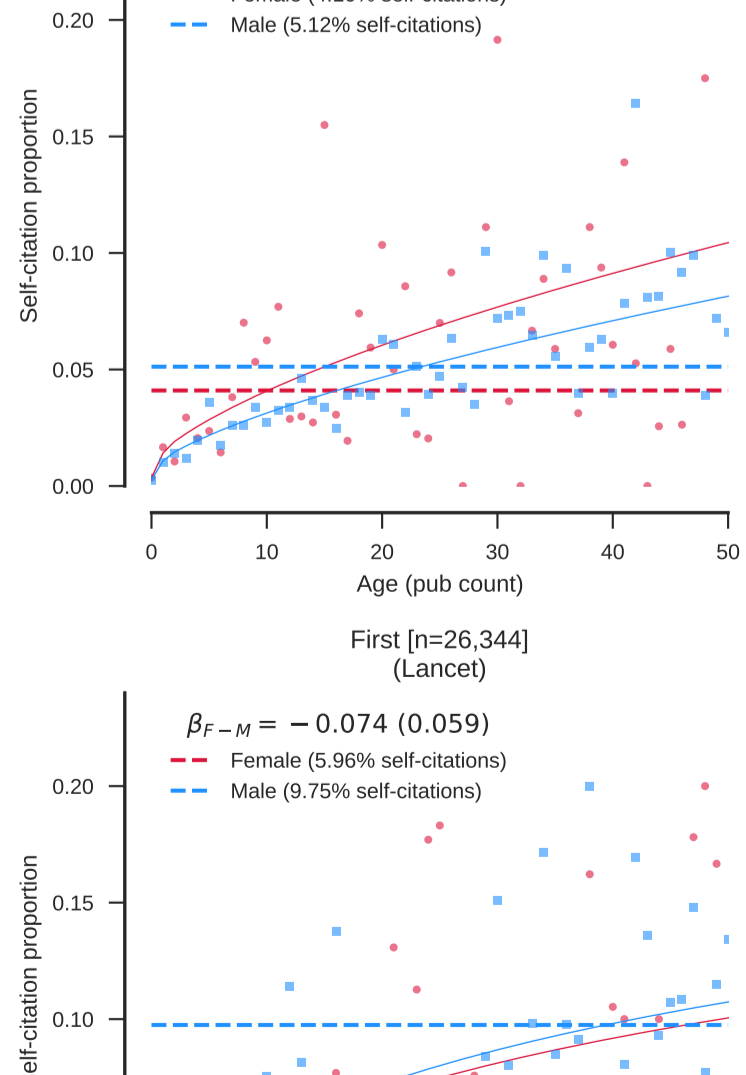 0.20
Male (5.12% self-citations)
0.15
0.10
0.05
0.00
Self-citation proportion
0 10 20 30 40 50
Age (pub count)
First [n=26,344]
(Lancet)
β_{F−M} = −0.074 (0.059)
Female (5.96% self-citations)
Male (9.75% self-citations)
0.20
0.15
0.10
elf-citation proportion